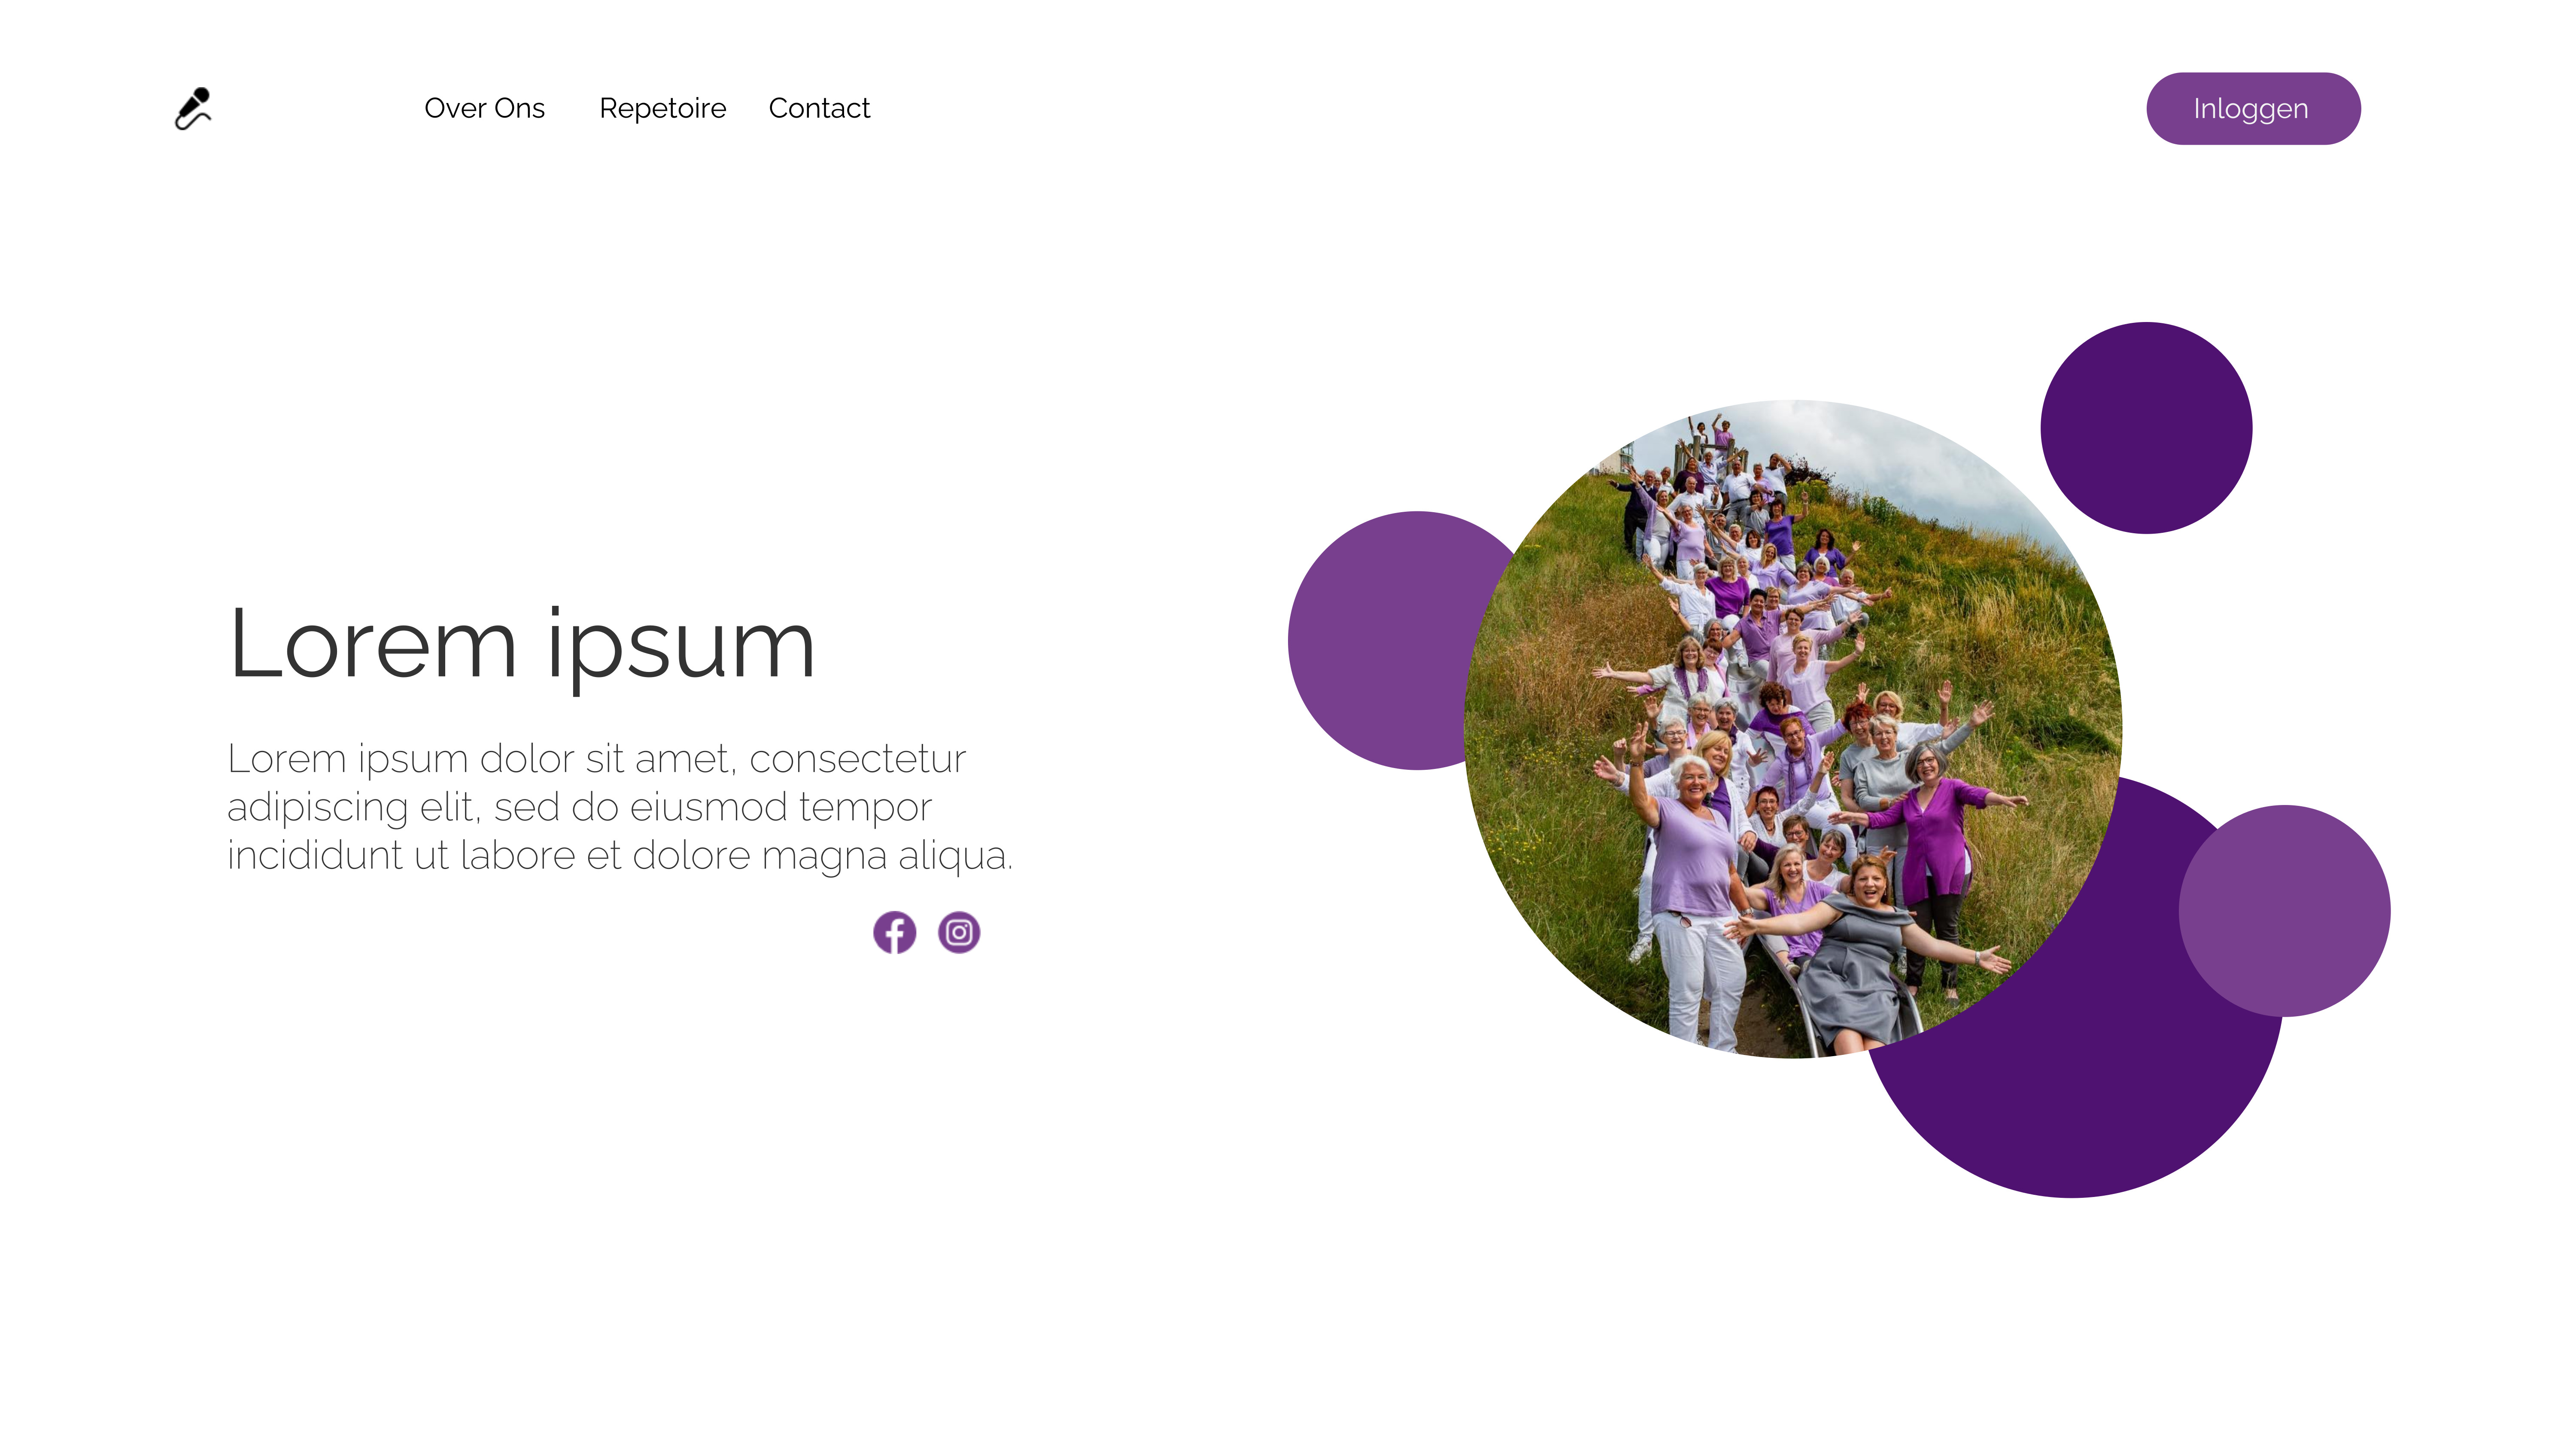 Over Ons
Repetoire
Contact
Inloggen
Lorem ipsum
Lorem ipsum dolor sit amet, consectetur
adipiscing elit, sed do eiusmod tempor
incididunt ut labore et dolore magna aliqua.